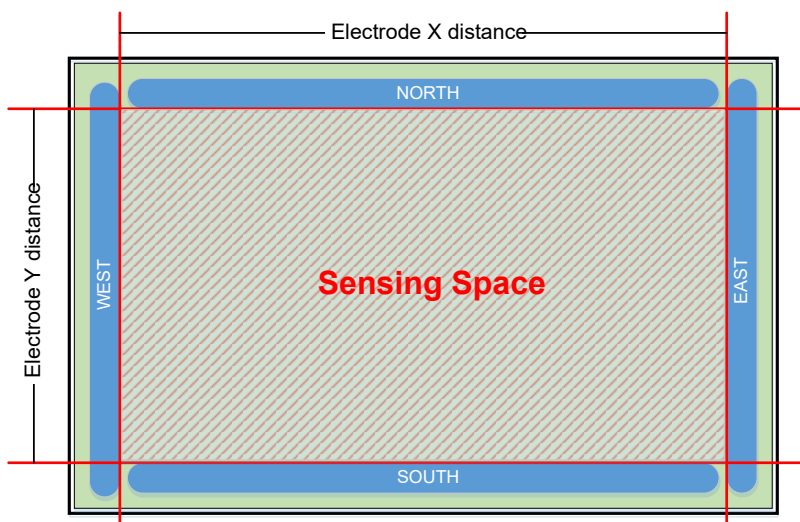 Electrode X distance
NORTH
WEST
Electrode Y distance
Sensing Space
EAST
SOUTH